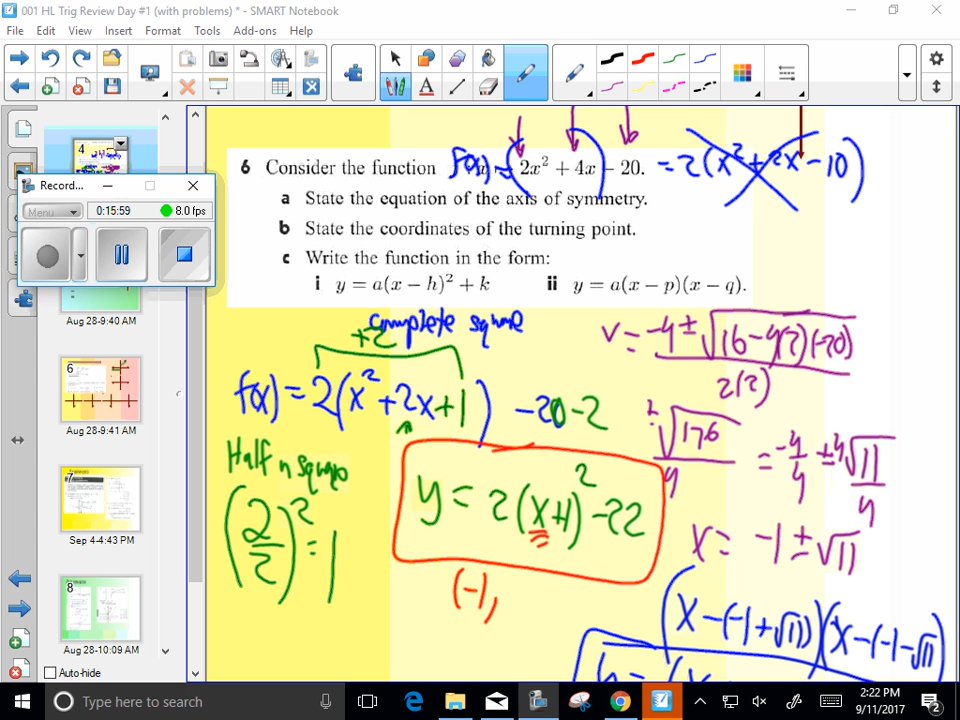 001 HL Trig Review Day #1 (with problems) * - SMART Notebook
File Edit View Insert Format Tools Add-ons Help
4
Record...
Menu
0:15:59
8.0 fps
Aug 28-9:40 AM
6
Aug 28-9:41 AM
7
Sep 4-4:43 PM
8
Aug 28-10:09 AM
Auto-hide
6 Consider the function f(x) = 2x² + 4x - 20. = 2(x² + 2x - 10)
a State the equation of the axis of symmetry.
b State the coordinates of the turning point.
c Write the function in the form:
i y = a(x − h)² + k ii y = a(x − p)(x − q).
complete square
+2
f(x) = 2(x² + 2x + 1 ) - 20 - 2
Half n square
(2/2)² = 1
y = 2(x+1)² - 22
(-1,
x = -4 ± √16 - 4(2)(-20) / 2(2)
√176 / 4 = -4/4 ± 4√11 / 4
x = -1 ± √11
(x - (-1 + √11))(x - (-1 - √11)
Type here to search
2:22 PM
9/11/2017
2